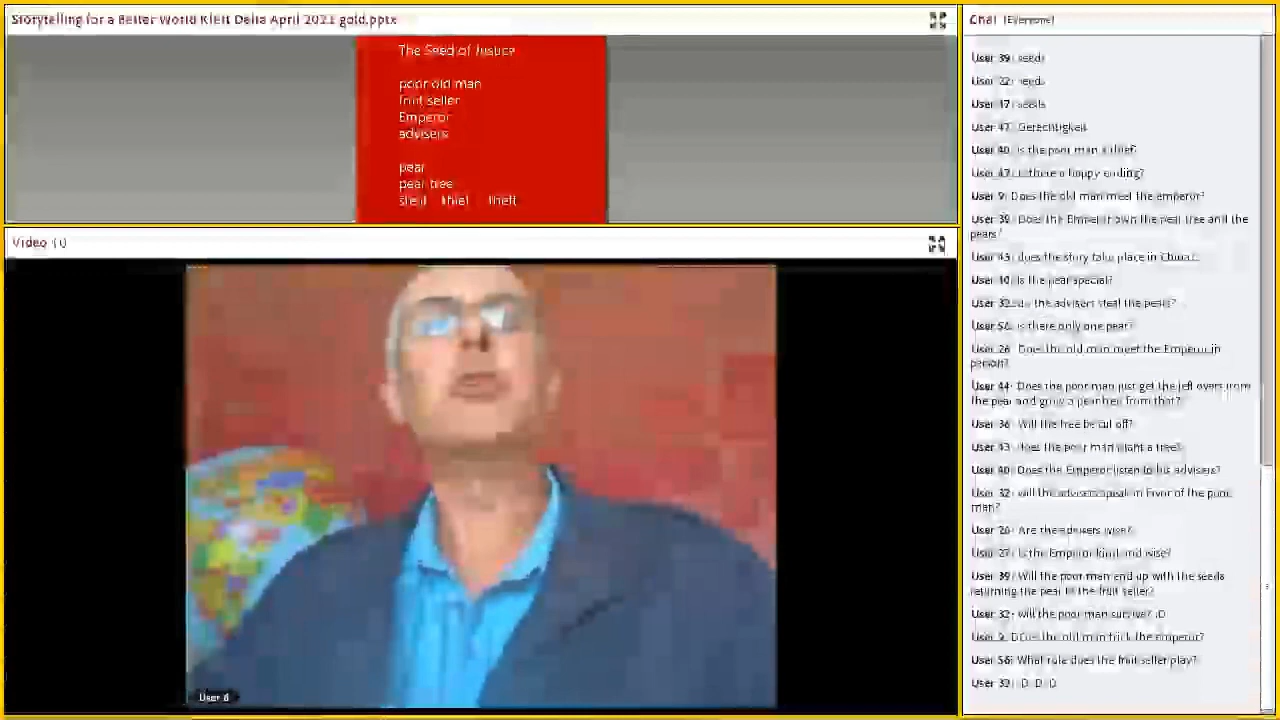 Storytelling for a Better World Klett Delta April 2021 gold.pptx
The Seed of Justice
poor old man
fruit seller
Emperor
advisers
pear
pear tree
steal thief theft
Video (1)
User 8
Chat (Everyone)
User 39: seeds
User 22: seeds
User 47: seeds
User 47: Gerechtigkeit
User 40: is the poor man a thief?
User 47: is there a happy ending?
User 9: Does the old man meet the emperor?
User 39: Does the Emperor own the pear tree and the
pears?
User 43: does the story take place in China?
User 40: Is the pear special?
User 32: do the advisers steal the pears?
User 56: is there only one pear?
User 26: Does the old man meet the Emperor in
person?
User 44: Does the poor man just get the left overs from
the pear and grow a pear tree from that?
User 36: Will the tree be cut off?
User 43: does the poor man plant a tree?
User 40: Does the Emperor listen to his advisers?
User 32: will the advisers speak in favor of the poor
man?
User 26: Are the advisers wise?
User 27: Is the Emperor kind and wise?
User 39: Will the poor man end up with the seeds
returning the pear to the fruit seller?
User 32: will the poor man survive? :D
User 9: Does the old man trick the emperor?
User 56: What role does the fruit seller play?
User 39: :D :D :D